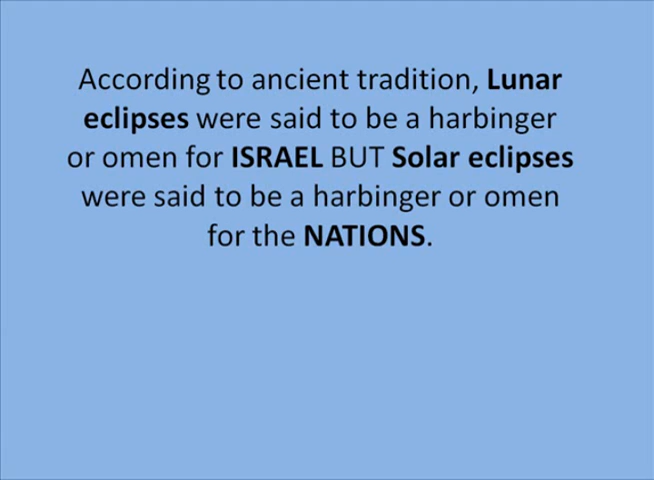 According to ancient tradition, Lunar
eclipses were said to be a harbinger
or omen for ISRAEL BUT Solar eclipses
were said to be a harbinger or omen
for the NATIONS.